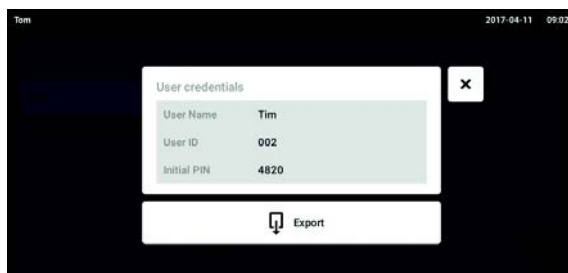 Tom 2017-04-11 09:02
User credentials
User Name Tim
User ID 002
Initial PIN 4820
Export